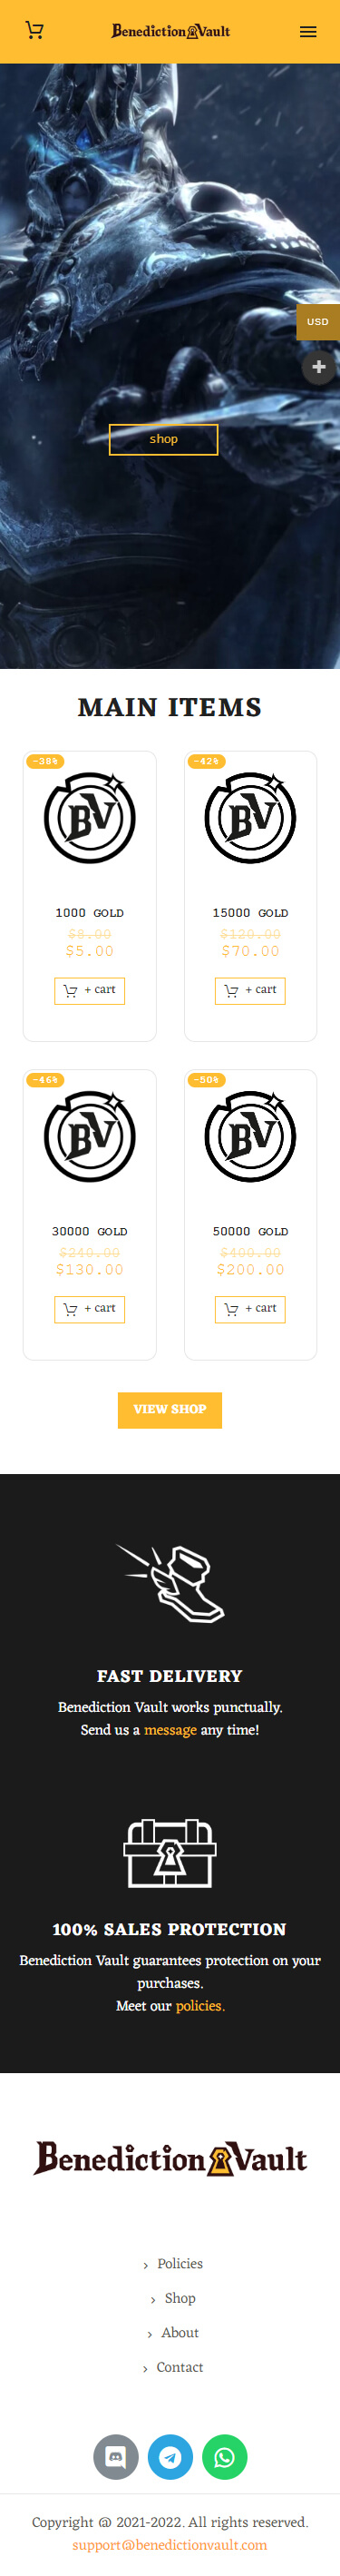 Benediction Vault
USD
shop
MAIN ITEMS
-38%
-42%
BV
BV
1000 GOLD
15000 GOLD
$8.00
$120.00
$5.00
$70.00
+ cart
+ cart
-46%
-50%
BV
BV
30000 GOLD
50000 GOLD
$240.00
$400.00
$130.00
$200.00
+ cart
+ cart
VIEW SHOP
FAST DELIVERY
Benediction Vault works punctually.
Send us a message any time!
100% SALES PROTECTION
Benediction Vault guarantees protection on your
purchases.
Meet our policies.
Benediction Vault
Policies
Shop
About
Contact
Copyright @ 2021-2022. All rights reserved.
support@benedictionvault.com